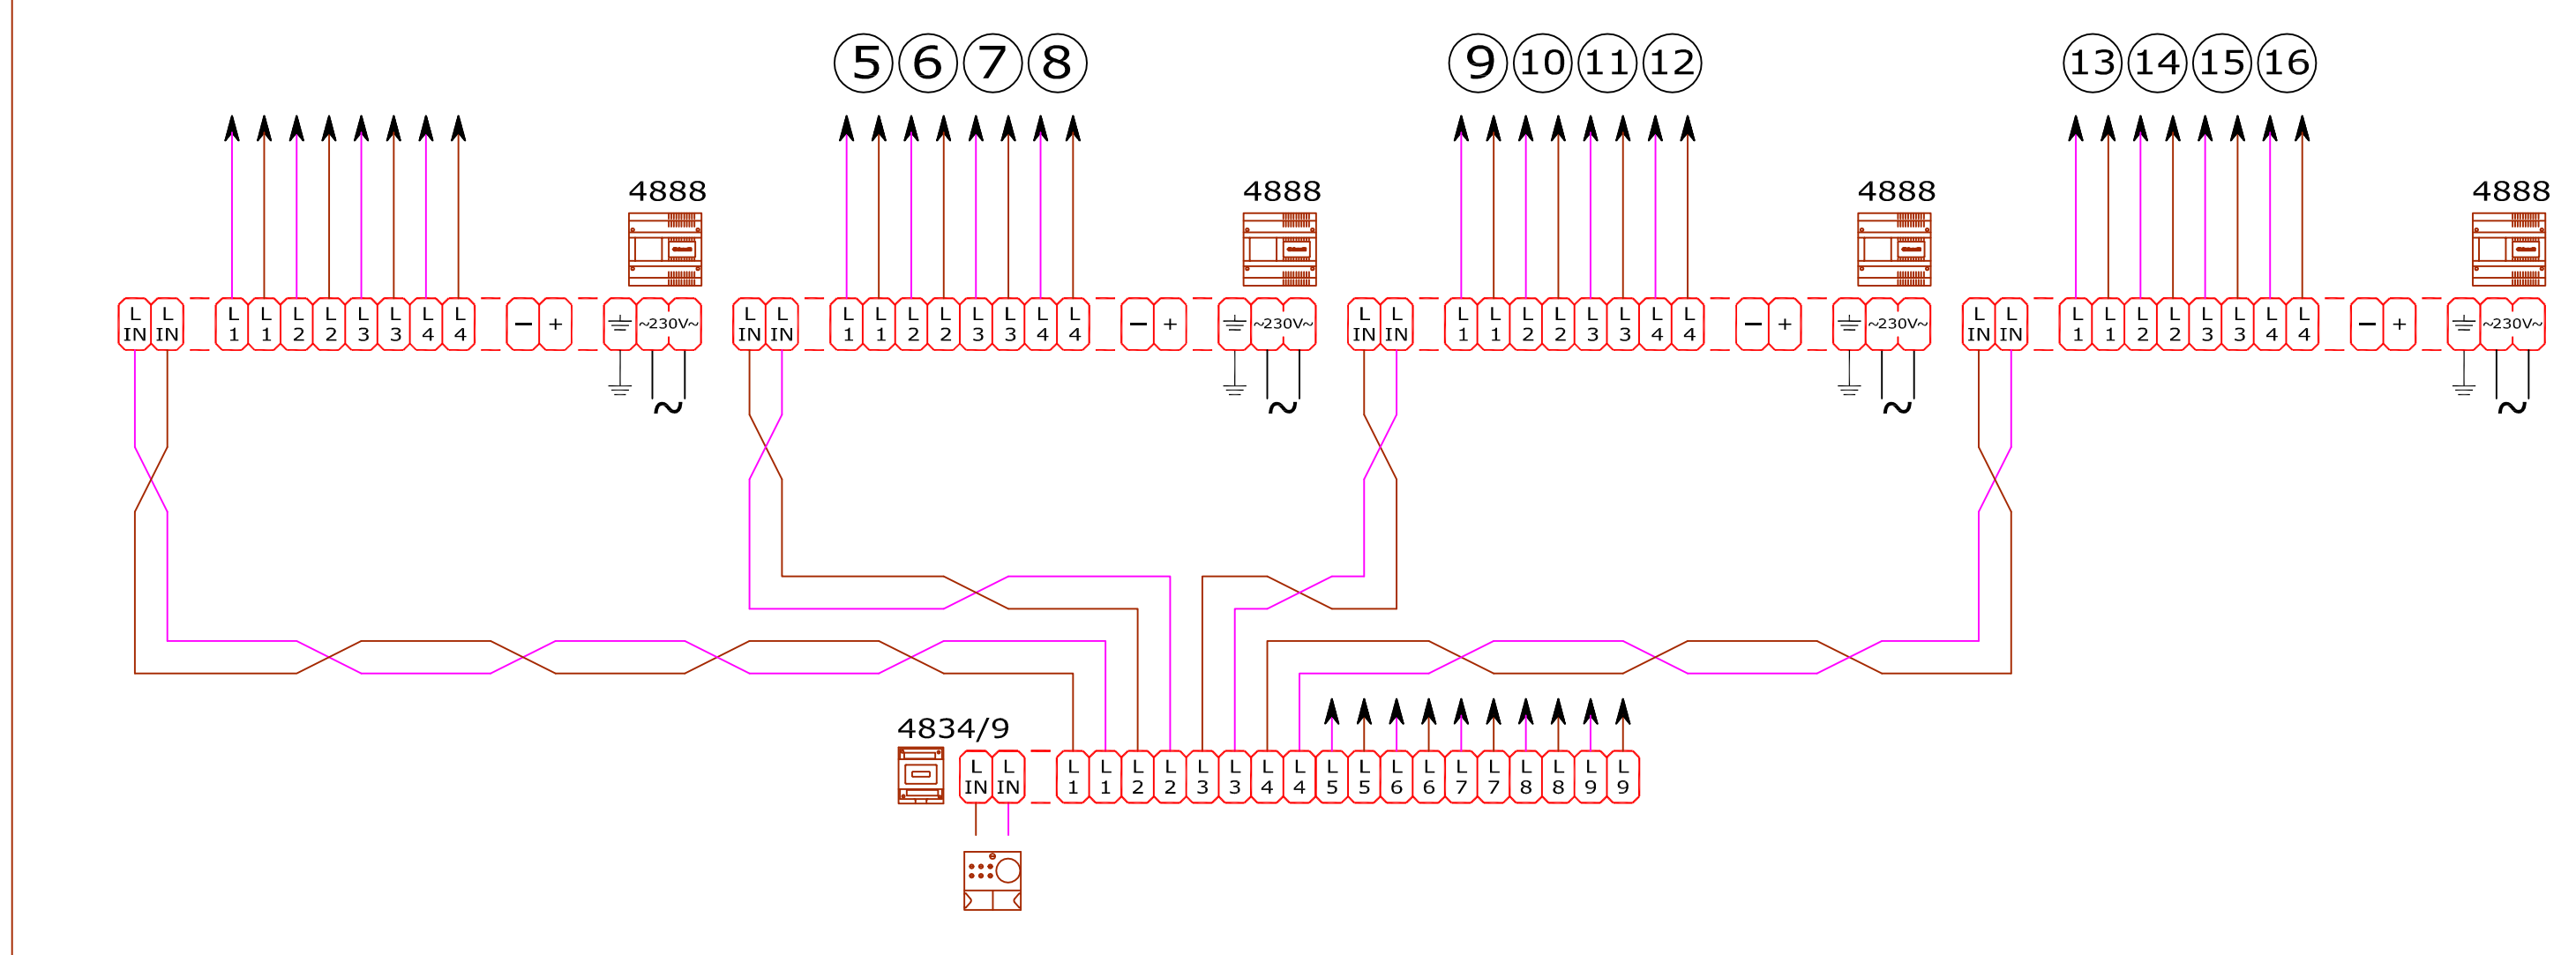 5 6 7 8 9 10 11 12 13 14 15 16
4888 4888 4888 4888
L L L L L L L L L L L L L L L L L L L L L L L L L L L L L L L L L L L L L L L L
IN IN 1 1 2 2 3 3 4 4 − + ~230V~ IN IN 1 1 2 2 3 3 4 4 − + ~230V~ IN IN 1 1 2 2 3 3 4 4 − + ~230V~ IN IN 1 1 2 2 3 3 4 4 − + ~230V~
~ ~ ~ ~
4834/9
L L L L L L L L L L L L L L L L L L L L
IN IN 1 1 2 2 3 3 4 4 5 5 6 6 7 7 8 8 9 9